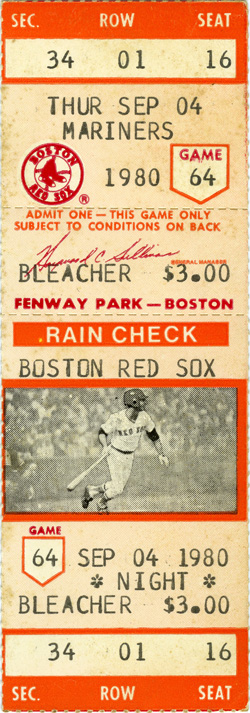 SEC. ROW SEAT
34 01 16
THUR SEP 04
MARINERS
BOSTON
RED SOX
®
1980
GAME
64
ADMIT ONE — THIS GAME ONLY
SUBJECT TO CONDITIONS ON BACK
Haywood C Sullivan
GENERAL MANAGER
BLEACHER $3.00
FENWAY PARK — BOSTON
RAIN CHECK
BOSTON RED SOX
RED SOX
GAME
64 SEP 04 1980
* NIGHT *
BLEACHER $3.00
34 01 16
SEC. ROW SEAT